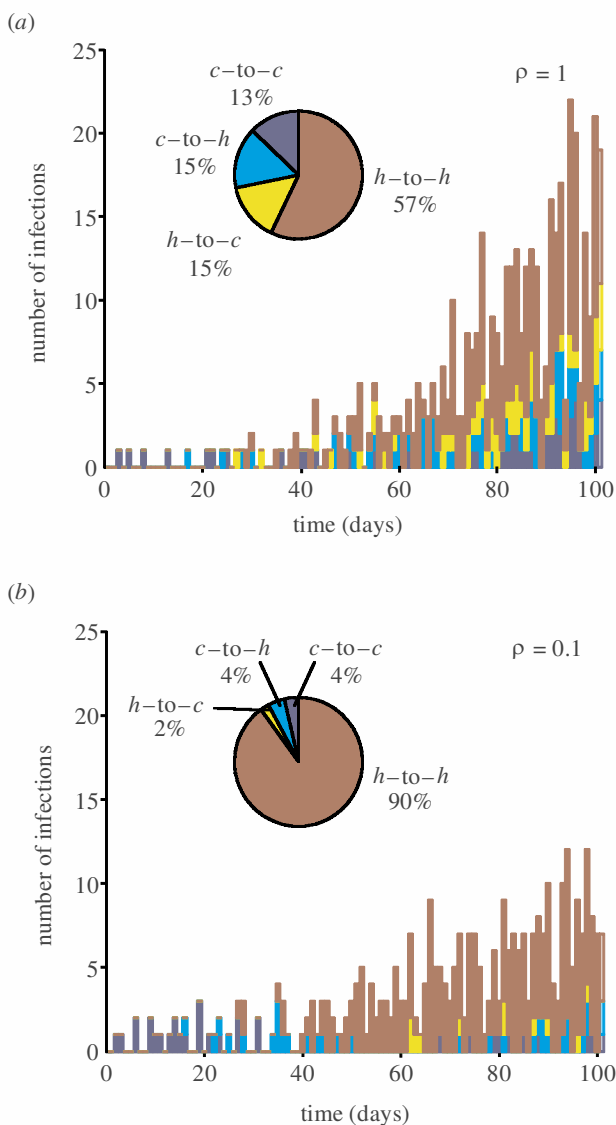 (a)
25
20
15
10
5
0
number of infections
ρ = 1
c–to–c
13%
c–to–h
15%
h–to–c
15%
h–to–h
57%
0 20 40 60 80 100
time (days)
(b)
25
20
15
10
5
0
number of infections
ρ = 0.1
c–to–h
4%
c–to–c
4%
h–to–c
2%
h–to–h
90%
0 20 40 60 80 100
time (days)